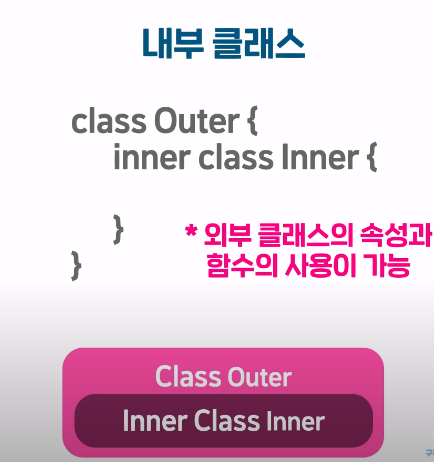 내부 클래스
class Outer {
inner class Inner {
}
* 외부 클래스의 속성과
}
함수의 사용이 가능
Class Outer
Inner Class Inner